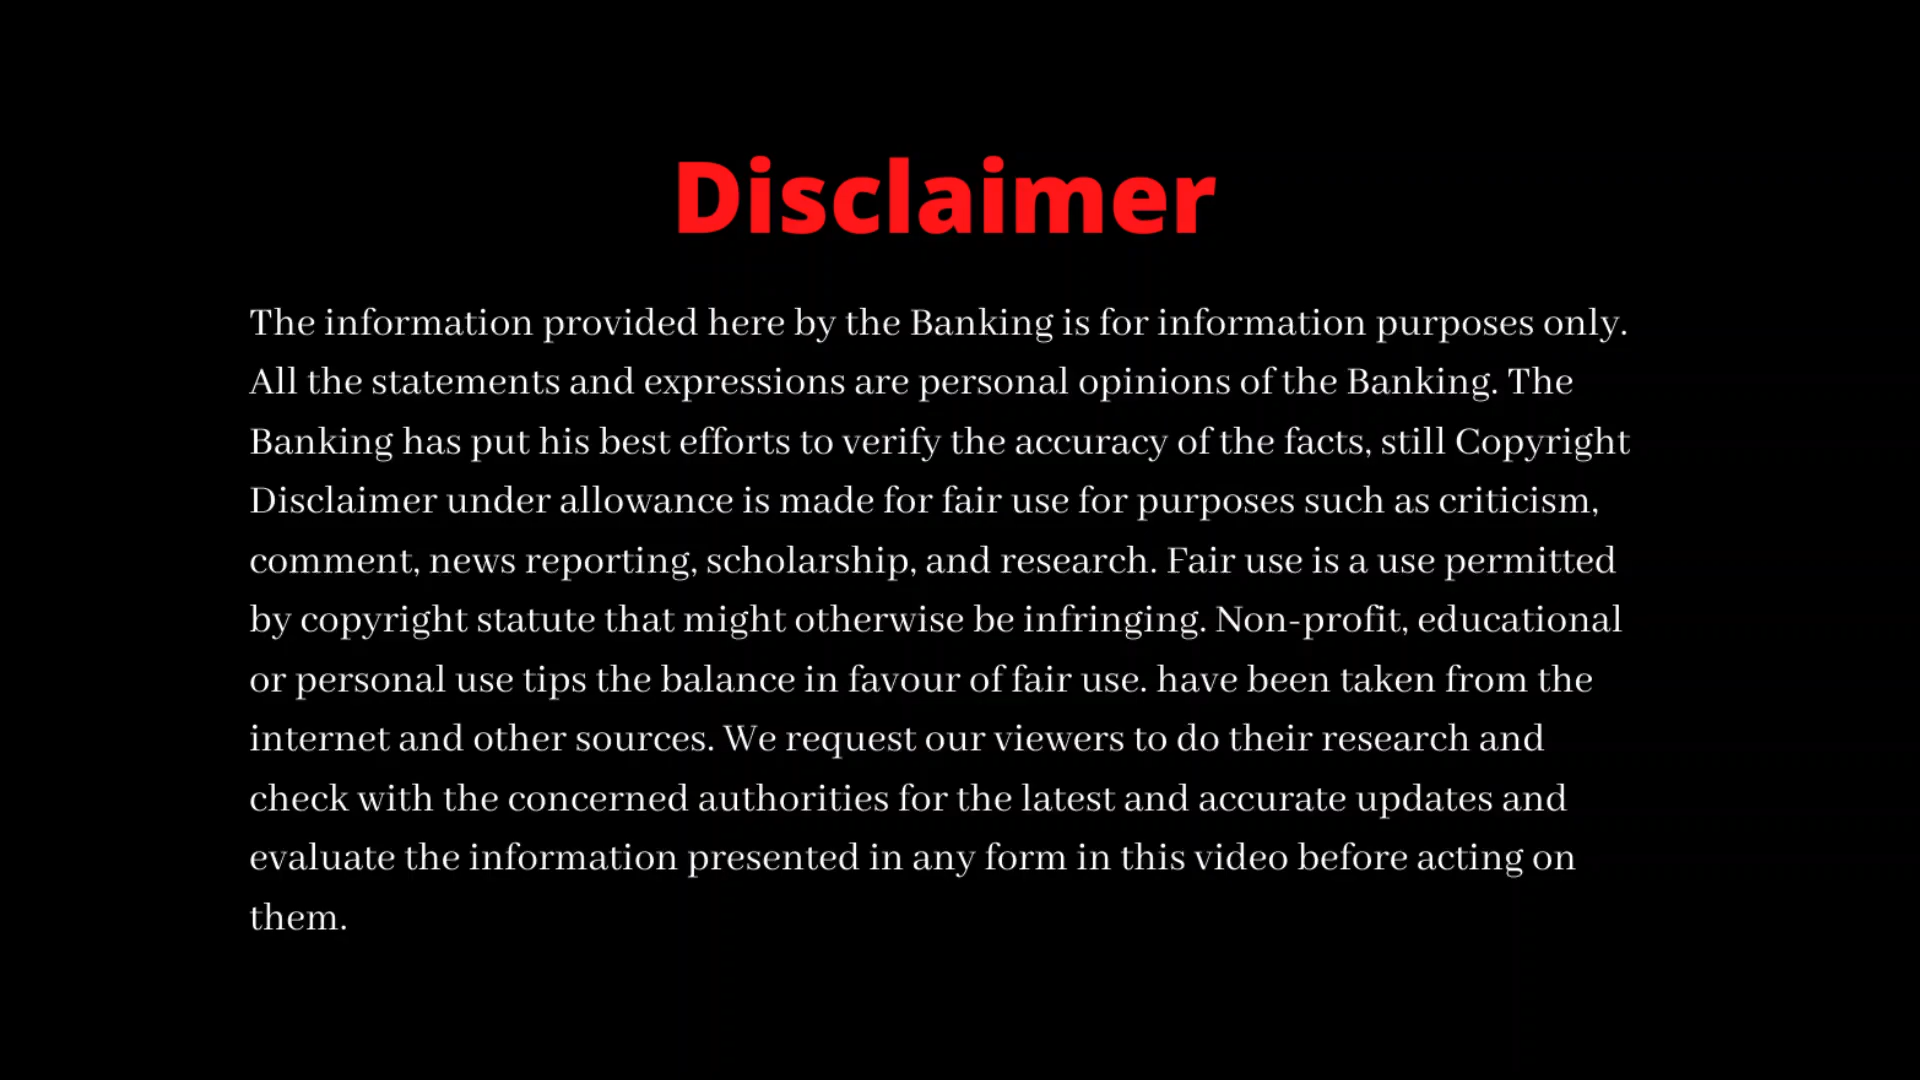 Disclaimer
The information provided here by the Banking is for information purposes only.
All the statements and expressions are personal opinions of the Banking. The
Banking has put his best efforts to verify the accuracy of the facts, still Copyright
Disclaimer under allowance is made for fair use for purposes such as criticism,
comment, news reporting, scholarship, and research. Fair use is a use permitted
by copyright statute that might otherwise be infringing. Non-profit, educational
or personal use tips the balance in favour of fair use. have been taken from the
internet and other sources. We request our viewers to do their research and
check with the concerned authorities for the latest and accurate updates and
evaluate the information presented in any form in this video before acting on
them.